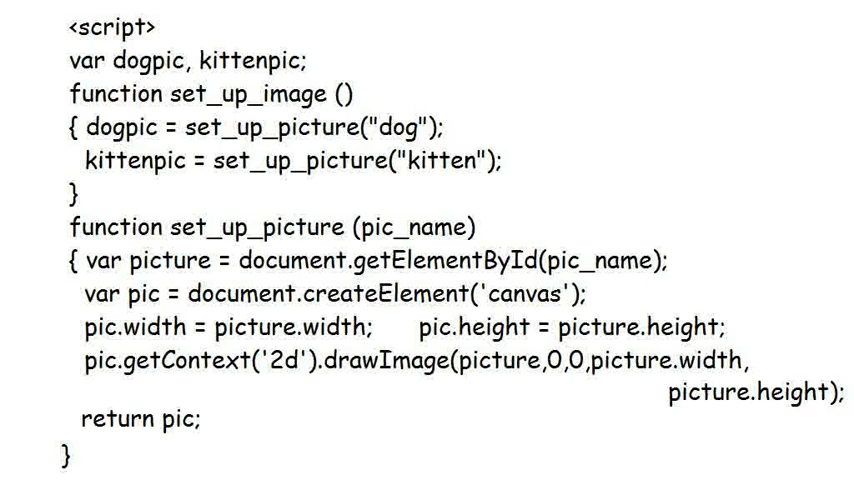 <script>
var dogpic, kittenpic;
function set_up_image ()
{ dogpic = set_up_picture("dog");
kittenpic = set_up_picture("kitten");
}
function set_up_picture (pic_name)
{ var picture = document.getElementById(pic_name);
var pic = document.createElement('canvas');
pic.width = picture.width; pic.height = picture.height;
pic.getContext('2d').drawImage(picture,0,0,picture.width,
picture.height);
return pic;
}